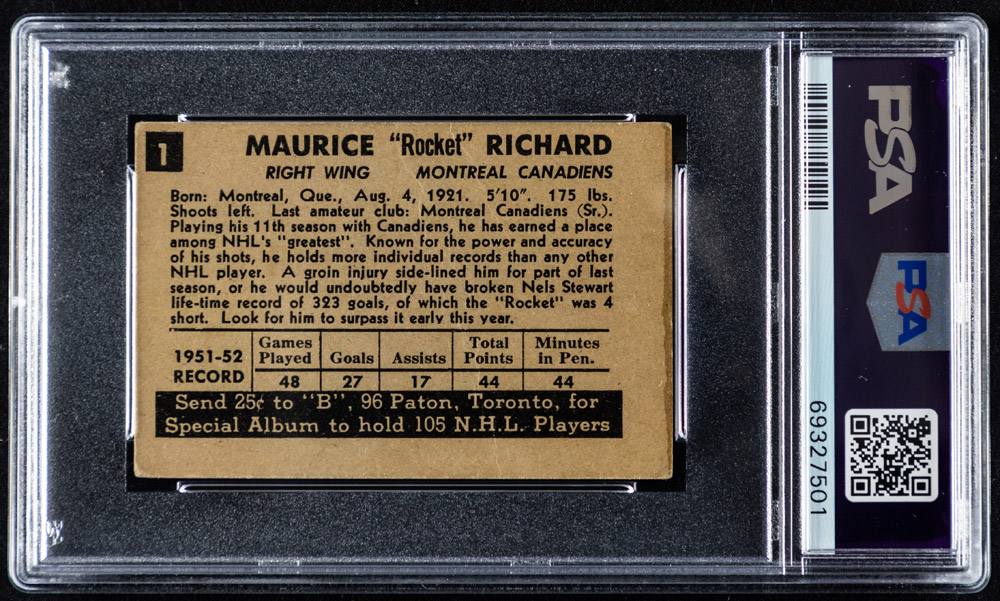 1
MAURICE "Rocket" RICHARD
RIGHT WING MONTREAL CANADIENS
Born: Montreal, Que., Aug. 4, 1921. 5'10". 175 lbs.
Shoots left. Last amateur club: Montreal Canadiens (Sr.).
Playing his 11th season with Canadiens, he has earned a place
among NHL's "greatest". Known for the power and accuracy
of his shots, he holds more individual records than any other
NHL player. A groin injury side-lined him for part of last
season, or he would undoubtedly have broken Nels Stewart
life-time record of 323 goals, of which the "Rocket" was 4
short. Look for him to surpass it early this year.
1951-52 RECORD
Games Played Goals Assists Total Points Minutes in Pen.
48 27 17 44 44
Send 25¢ to "B", 96 Paton, Toronto, for
Special Album to hold 105 N.H.L. Players
PSA
PSA
69327501